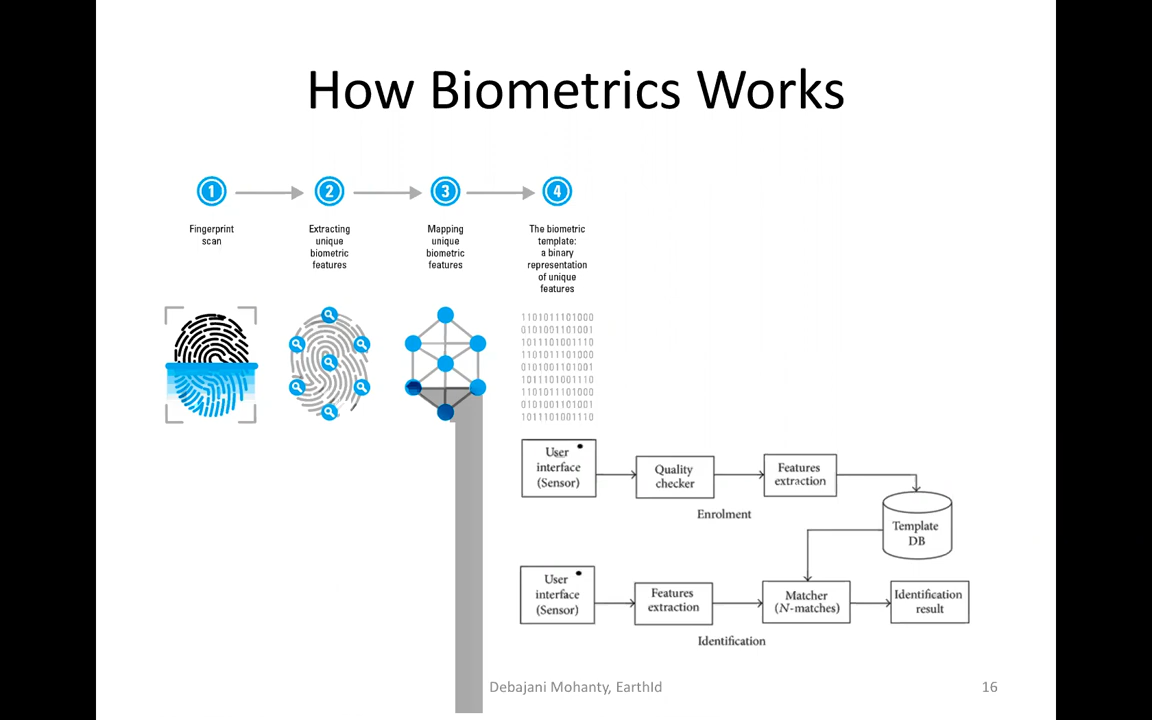 How Biometrics Works
1
2
3
4
Fingerprint
scan
Extracting
unique
biometric
features
Mapping
unique
biometric
features
The biometric
template:
a binary
representation
of unique
features
1101011101000
0101001101001
1011101001110
1101011101000
0101001101001
1011101001110
1101011101000
0101001101001
1011101001110
User
interface
(Sensor)
Quality
checker
Features
extraction
Enrolment
Template
DB
User
interface
(Sensor)
Features
extraction
Matcher
(N-matches)
Identification
result
Identification
Debajani Mohanty, EarthId
16